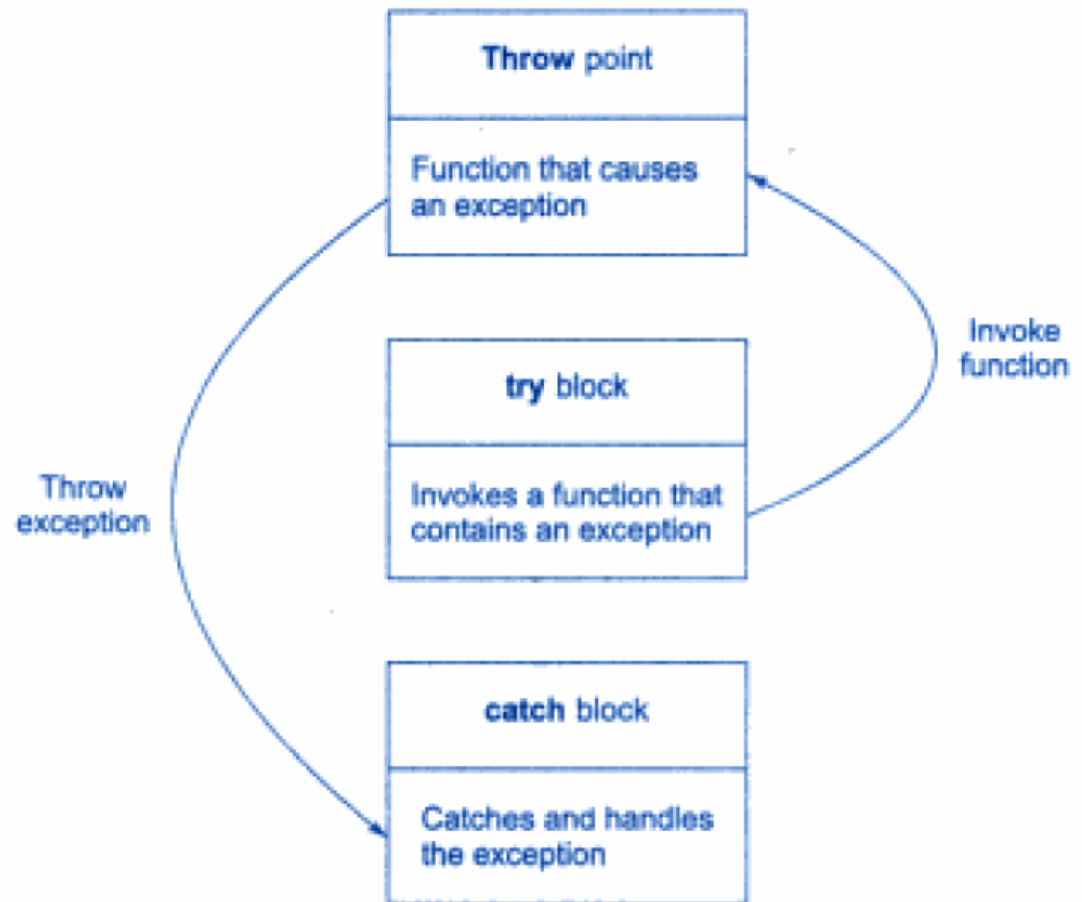 Throw point
Function that causes
an exception
Invoke
function
try block
Invokes a function that
contains an exception
Throw
exception
catch block
Catches and handles
the exception